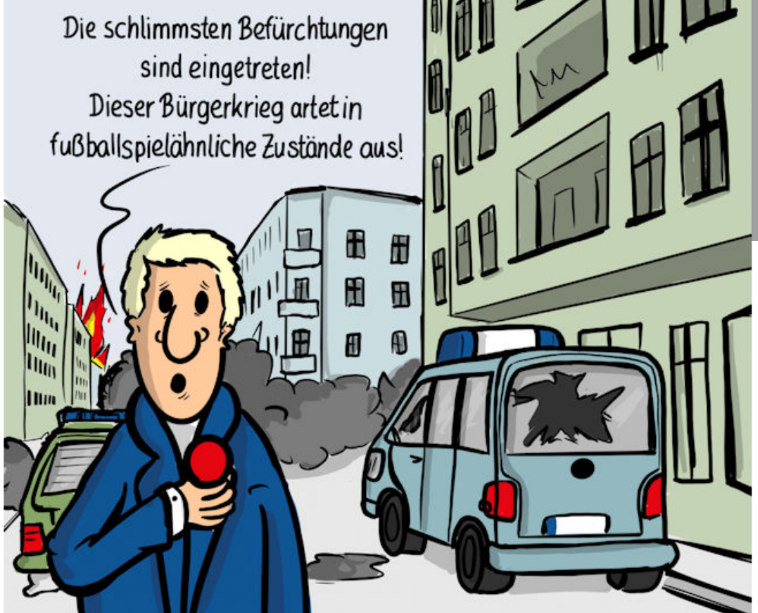 Die schlimmsten Befürchtungen
sind eingetreten!
Dieser Bürgerkrieg artet in
fußballspielähnliche Zustände aus!